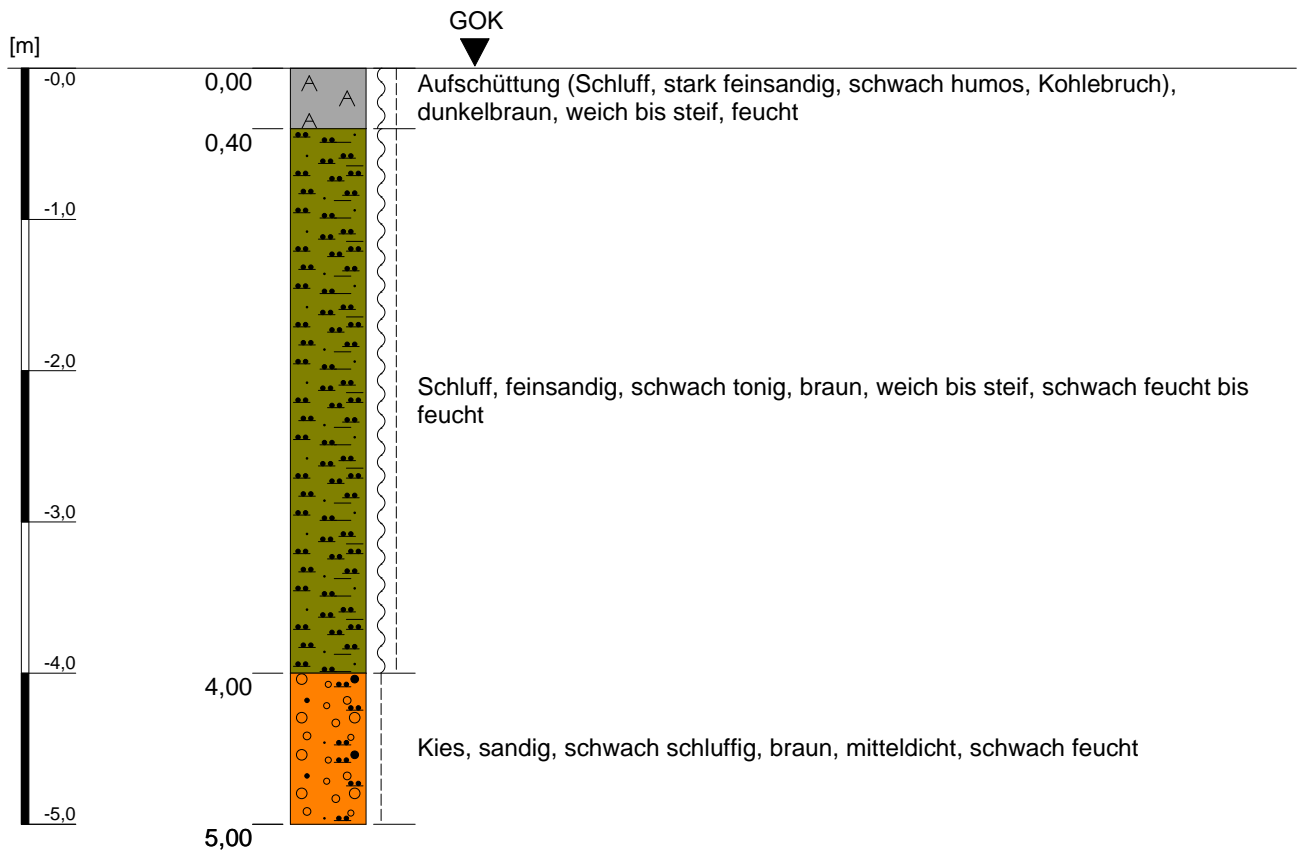 GOK
[m]
-0,0
0,00
Aufschüttung (Schluff, stark feinsandig, schwach humos, Kohlebruch),
dunkelbraun, weich bis steif, feucht
0,40
-1,0
-2,0
Schluff, feinsandig, schwach tonig, braun, weich bis steif, schwach feucht bis
feucht
-3,0
-4,0
4,00
Kies, sandig, schwach schluffig, braun, mitteldicht, schwach feucht
-5,0
5,00